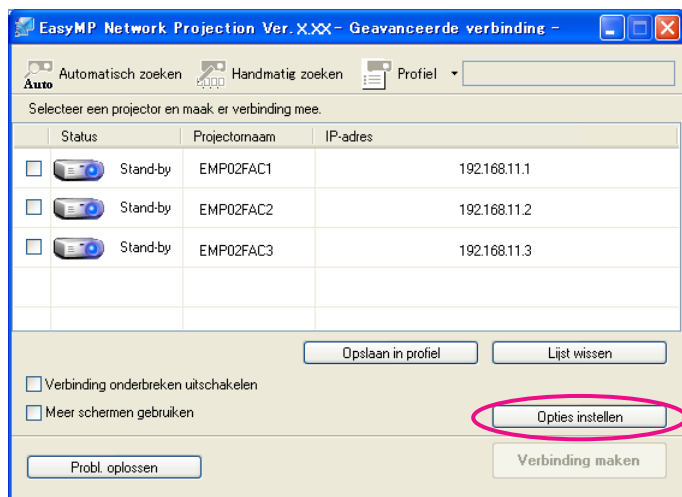 EasyMP Network Projection Ver. X.XX - Geavanceerde verbinding -
Auto Automatisch zoeken Handmatig zoeken Profiel
Selecteer een projector en maak er verbinding mee.
Status Projectornaam IP-adres
Stand-by EMP02FAC1 192.168.11.1
Stand-by EMP02FAC2 192.168.11.2
Stand-by EMP02FAC3 192.168.11.3
Opslaan in profiel Lijst wissen
Verbinding onderbreken uitschakelen
Meer schermen gebruiken Opties instellen
Probl. oplossen Verbinding maken